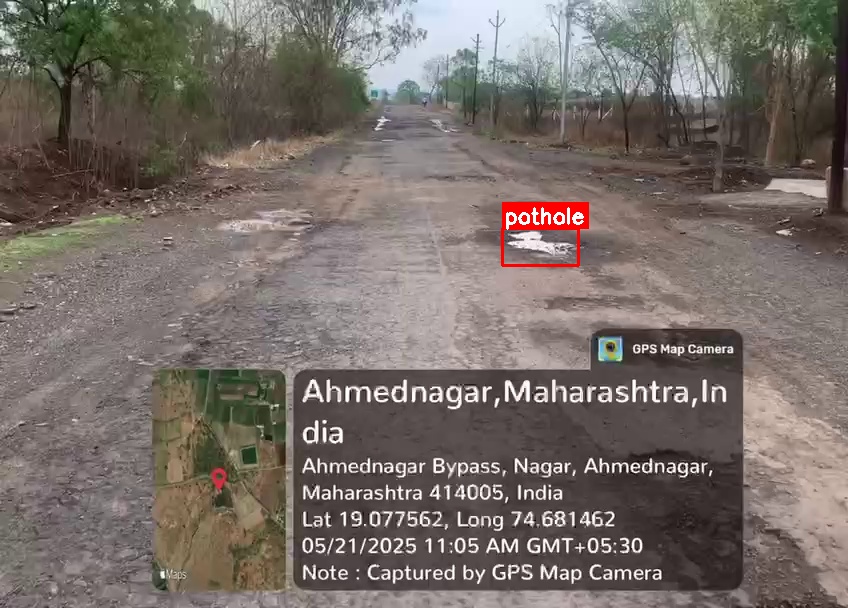 pothole
GPS Map Camera
Ahmednagar,Maharashtra,In
dia
Ahmednagar Bypass, Nagar, Ahmednagar,
Maharashtra 414005, India
Lat 19.077562, Long 74.681462
05/21/2025 11:05 AM GMT+05:30
Note : Captured by GPS Map Camera
Maps